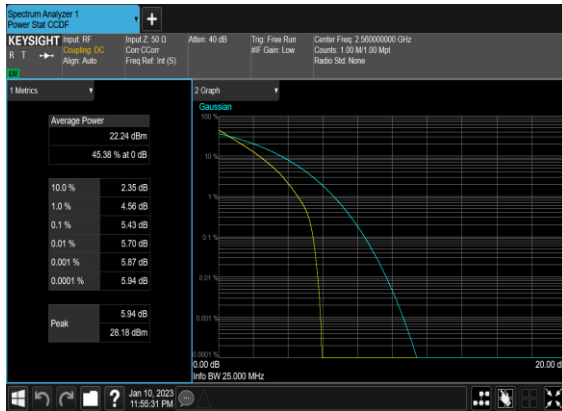 Spectrum Analyzer 1
Power Stat CCDF
KEYSIGHT
R T
LXI
Input: RF
Coupling: DC
Align: Auto
Input Z: 50 Ω
Corr CCorr
Freq Ref: Int (S)
Atten: 40 dB
Trig: Free Run
#IF Gain: Low
Center Freq: 2.560000000 GHz
Counts: 1.00 M/1.00 Mpt
Radio Std: None
1 Metrics
Average Power
22.24 dBm
45.38 % at 0 dB
10.0 % 2.35 dB
1.0 % 4.56 dB
0.1 % 5.43 dB
0.01 % 5.70 dB
0.001 % 5.87 dB
0.0001 % 5.94 dB
Peak
5.94 dB
28.18 dBm
2 Graph
Gaussian
100 %
10 %
1 %
0.1 %
0.01 %
0.001 %
0.0001 %
0.00 dB
20.00 d
Info BW 25.000 MHz
?
Jan 10, 2023
11:55:31 PM